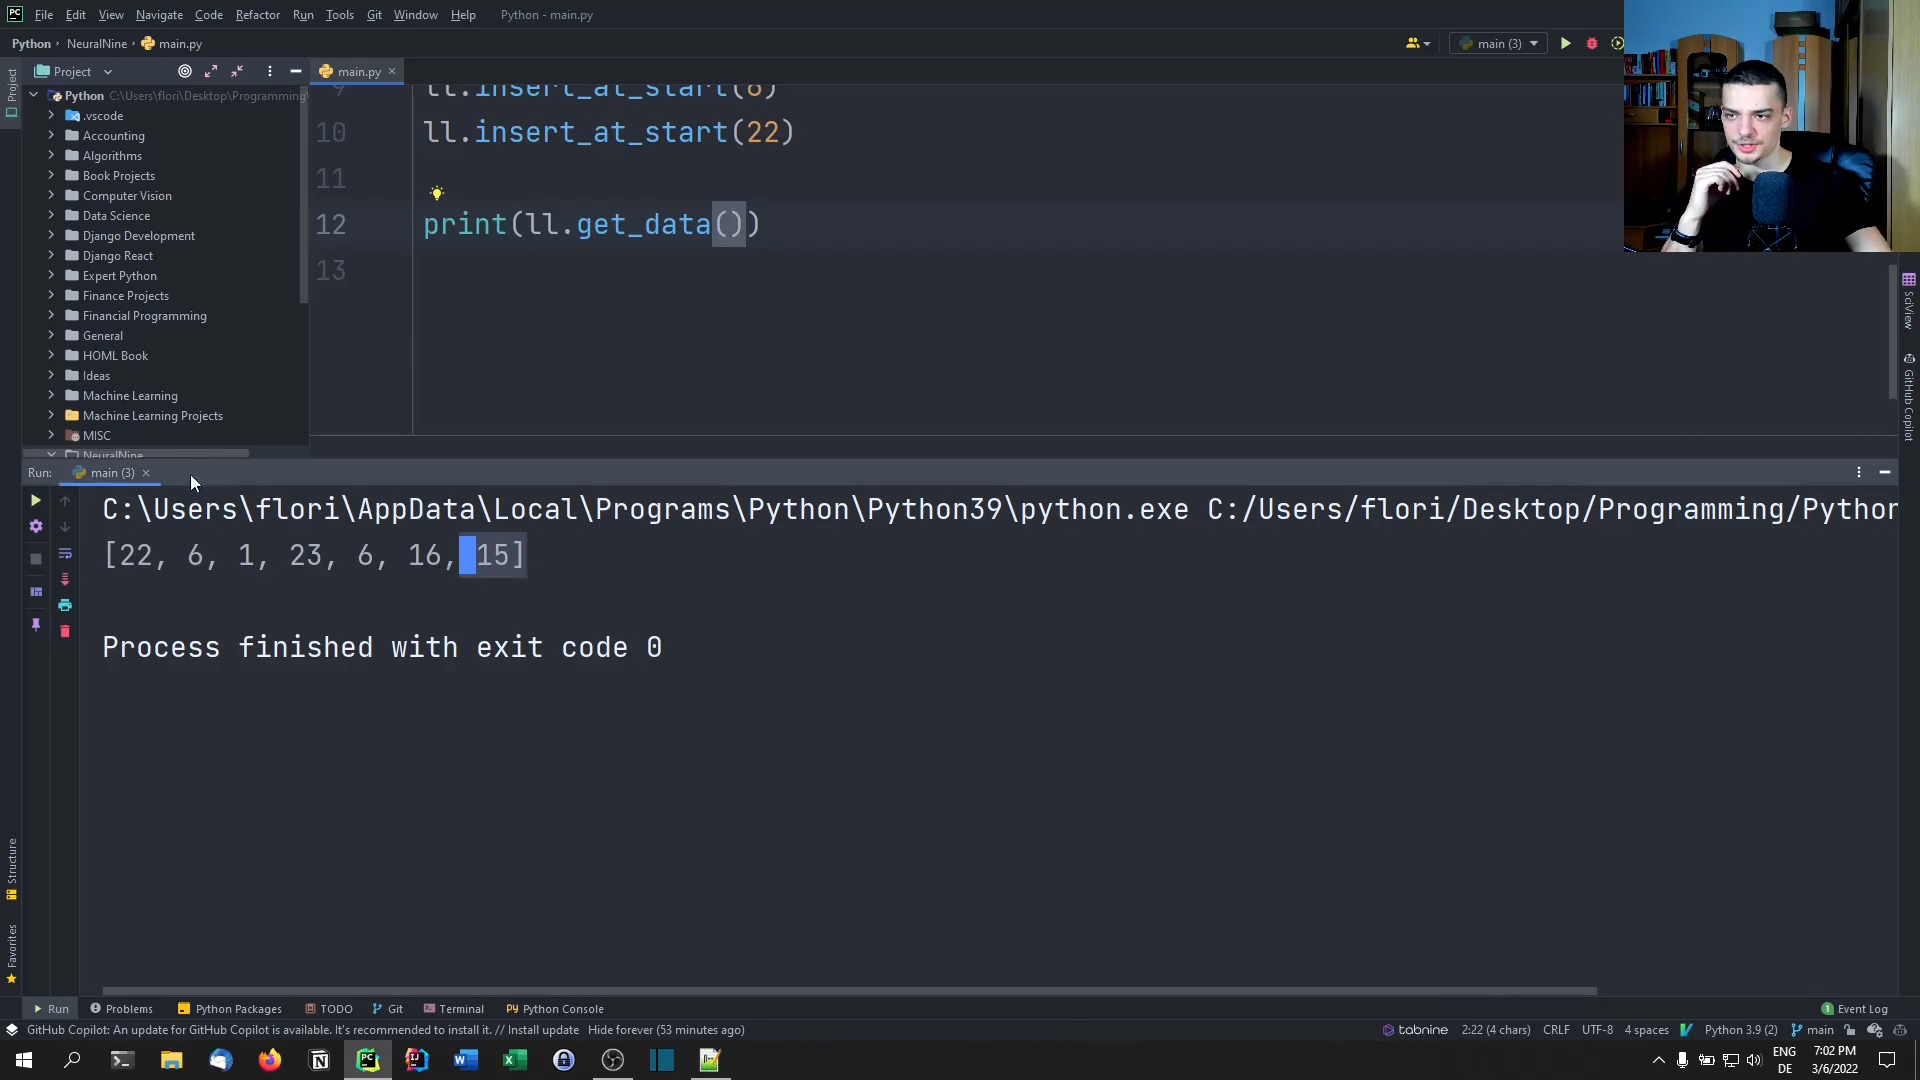 File Edit View Navigate Code Refactor Run Tools Git Window Help Python - main.py
Python NeuralNine main.py main (3)
Project main.py
Project
Python C:\Users\flori\Desktop\Programming\
.vscode
Accounting
Algorithms
Book Projects
Computer Vision
Data Science
Django Development
Django React
Expert Python
Finance Projects
Financial Programming
General
HOML Book
Ideas
Machine Learning
Machine Learning Projects
MISC
NeuralNine
9 ll.insert_at_start(6)
10 ll.insert_at_start(22)
11
12 print(ll.get_data())
13
SciView
GitHub Copilot
Run: main (3)
C:\Users\flori\AppData\Local\Programs\Python\Python39\python.exe C:/Users/flori/Desktop/Programming/Python
[22, 6, 1, 23, 6, 16, 15]
Process finished with exit code 0
Structure
Favorites
Run Problems Python Packages TODO Git Terminal Python Console 1 Event Log
GitHub Copilot: An update for GitHub Copilot is available. It's recommended to install it. // Install update Hide forever (53 minutes ago) tabnine 2:22 (4 chars) CRLF UTF-8 4 spaces Python 3.9 (2) main
ENG 7:02 PM
DE 3/6/2022